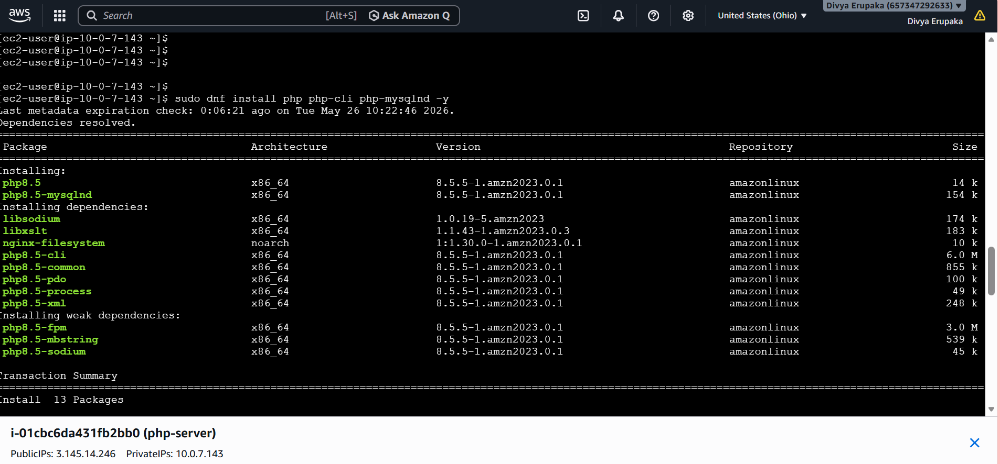 aws
Search [Alt+S] Ask Amazon Q
United States (Ohio) ▼
Divya Erupaka (657347292633) ▼
Divya Erupaka
[ec2-user@ip-10-0-7-143 ~]$
[ec2-user@ip-10-0-7-143 ~]$
[ec2-user@ip-10-0-7-143 ~]$
[ec2-user@ip-10-0-7-143 ~]$
[ec2-user@ip-10-0-7-143 ~]$ sudo dnf install php php-cli php-mysqlnd -y
Last metadata expiration check: 0:06:21 ago on Tue May 26 10:22:46 2026.
Dependencies resolved.
================================================================================
Package Architecture Version Repository Size
================================================================================
Installing:
php8.5 x86_64 8.5.5-1.amzn2023.0.1 amazonlinux 14 k
php8.5-mysqlnd x86_64 8.5.5-1.amzn2023.0.1 amazonlinux 154 k
Installing dependencies:
libsodium x86_64 1.0.19-5.amzn2023 amazonlinux 174 k
libxslt x86_64 1.1.43-1.amzn2023.0.3 amazonlinux 183 k
nginx-filesystem noarch 1:1.30.0-1.amzn2023.0.1 amazonlinux 10 k
php8.5-cli x86_64 8.5.5-1.amzn2023.0.1 amazonlinux 6.0 M
php8.5-common x86_64 8.5.5-1.amzn2023.0.1 amazonlinux 855 k
php8.5-pdo x86_64 8.5.5-1.amzn2023.0.1 amazonlinux 100 k
php8.5-process x86_64 8.5.5-1.amzn2023.0.1 amazonlinux 49 k
php8.5-xml x86_64 8.5.5-1.amzn2023.0.1 amazonlinux 248 k
Installing weak dependencies:
php8.5-fpm x86_64 8.5.5-1.amzn2023.0.1 amazonlinux 3.0 M
php8.5-mbstring x86_64 8.5.5-1.amzn2023.0.1 amazonlinux 539 k
php8.5-sodium x86_64 8.5.5-1.amzn2023.0.1 amazonlinux 45 k
Transaction Summary
================================================================================
Install 13 Packages
i-01cbc6da431fb2bb0 (php-server)
PublicIPs: 3.145.14.246 PrivateIPs: 10.0.7.143